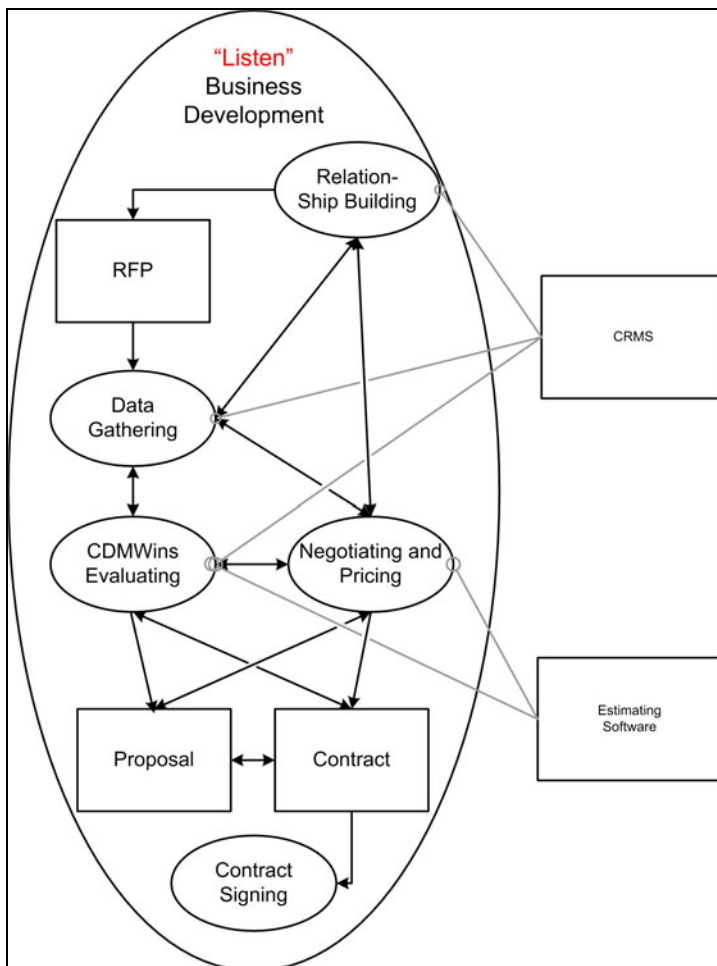 “Listen”
Business
Development
Relation-
Ship Building
RFP
CRMS
Data
Gathering
CDMWins
Evaluating
Negotiating and
Pricing
Estimating
Software
Proposal
Contract
Contract
Signing